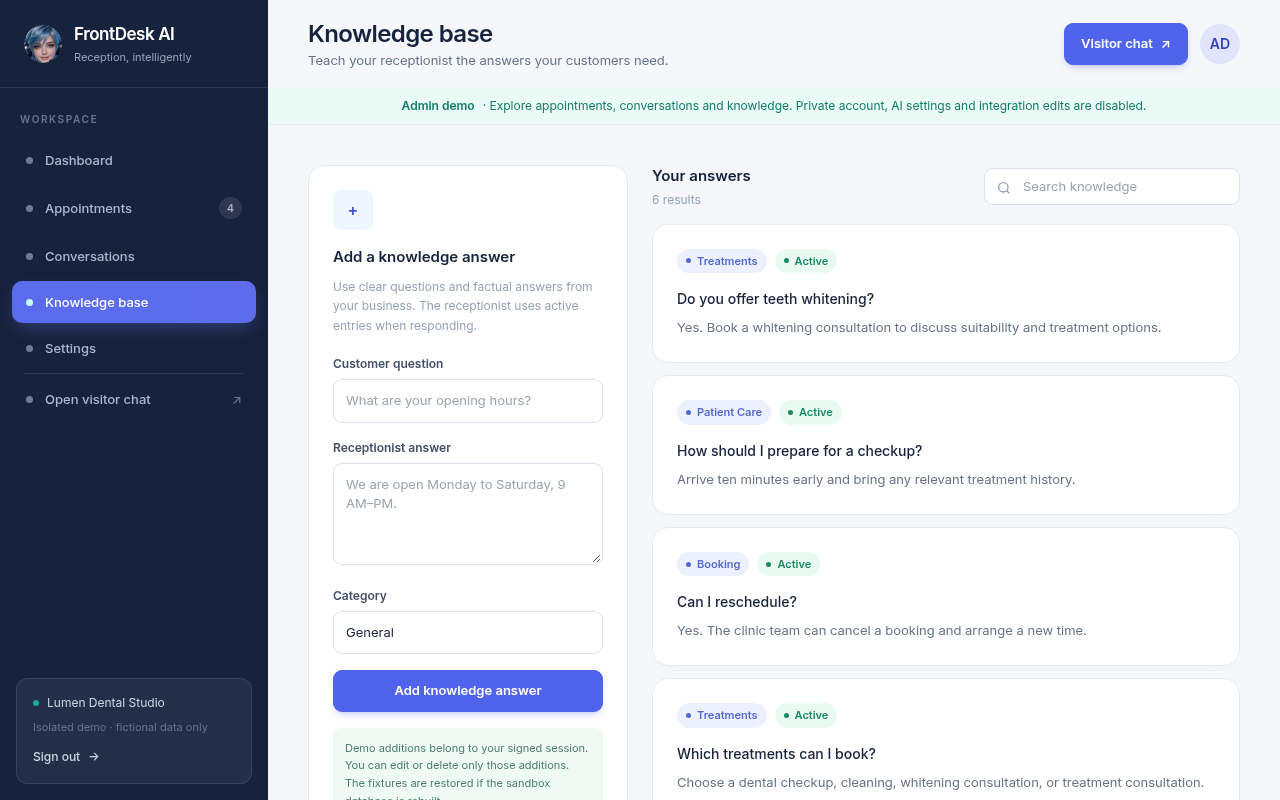 FrontDesk AI
Reception, intelligently
WORKSPACE
Dashboard
Appointments 4
Conversations
Knowledge base
Settings
Open visitor chat ↗
Lumen Dental Studio
Isolated demo · fictional data only
Sign out →
Knowledge base
Teach your receptionist the answers your customers need.
Visitor chat ↗
AD
Admin demo · Explore appointments, conversations and knowledge. Private account, AI settings and integration edits are disabled.
+
Add a knowledge answer
Use clear questions and factual answers from
your business. The receptionist uses active
entries when responding.
Customer question
What are your opening hours?
Receptionist answer
We are open Monday to Saturday, 9
AM–PM.
Category
General
Add knowledge answer
Demo additions belong to your signed session.
You can edit or delete only those additions.
The fixtures are restored if the sandbox
database is rebuilt.
Your answers
6 results
Search knowledge
Treatments Active
Do you offer teeth whitening?
Yes. Book a whitening consultation to discuss suitability and treatment options.
Patient Care Active
How should I prepare for a checkup?
Arrive ten minutes early and bring any relevant treatment history.
Booking Active
Can I reschedule?
Yes. The clinic team can cancel a booking and arrange a new time.
Treatments Active
Which treatments can I book?
Choose a dental checkup, cleaning, whitening consultation, or treatment consultation.